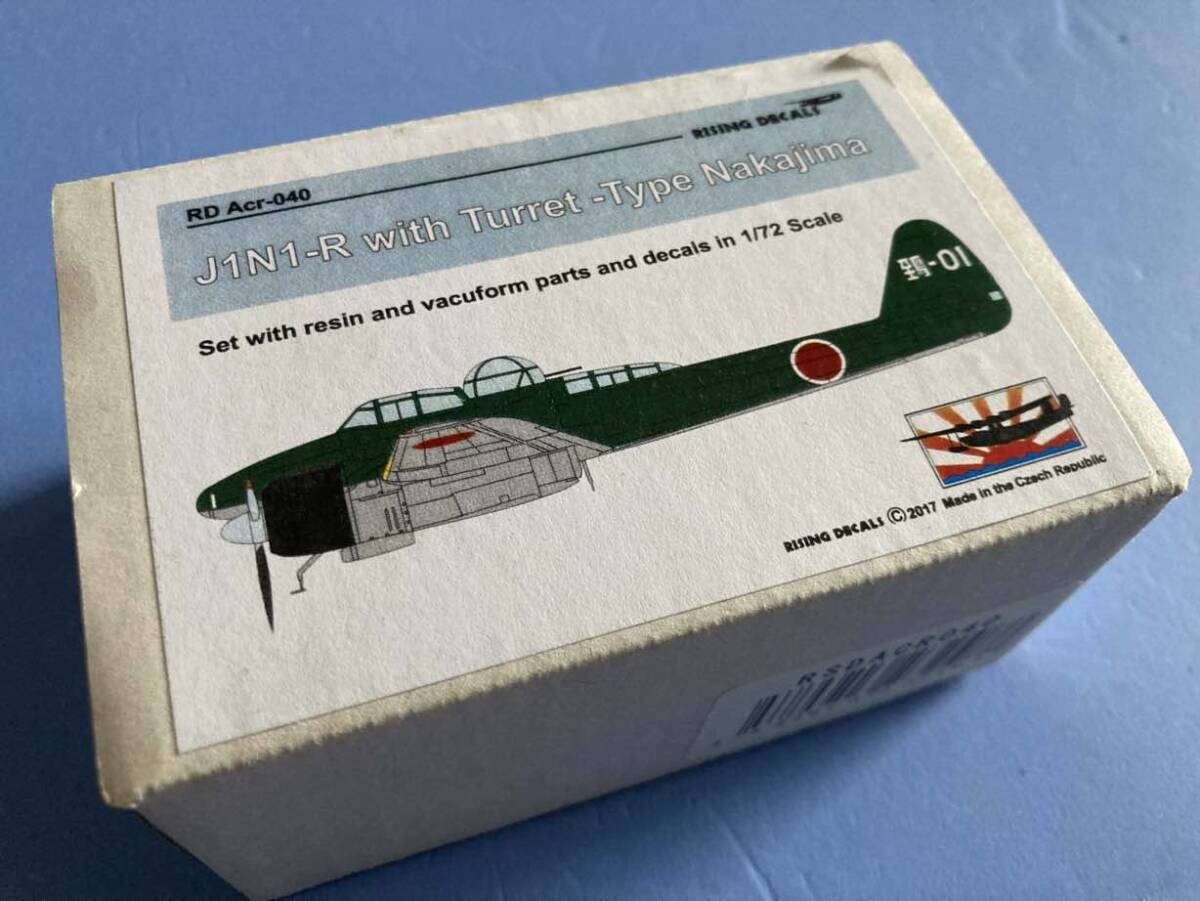 RD Acr-040
RISING DECALS
J1N1-R with Turret -Type Nakajima
Set with resin and vacuform parts and decals in 1/72 Scale
-01
RISING DECALS ©2017 Made in the Czech Republic
RSDACR040